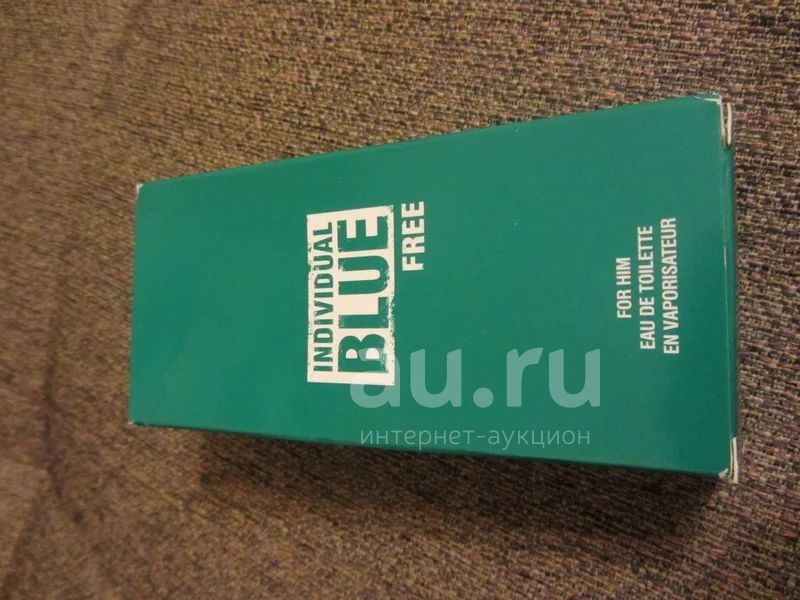 INDIVIDUAL
BLUE
FREE
FOR HIM
EAU DE TOILETTE
EN VAPORISATEUR
au.ru
интернет-аукцион